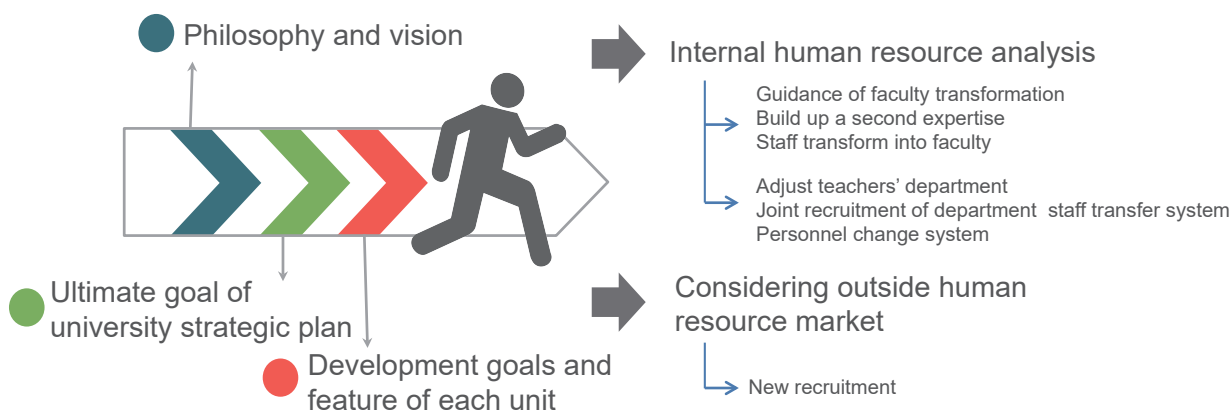 Philosophy and vision
Ultimate goal of
university strategic plan
Development goals and
feature of each unit
Internal human resource analysis
Guidance of faculty transformation
Build up a second expertise
Staff transform into faculty
Adjust teachers’ department
Joint recruitment of department  staff transfer system
Personnel change system
Considering outside human
resource market
New recruitment